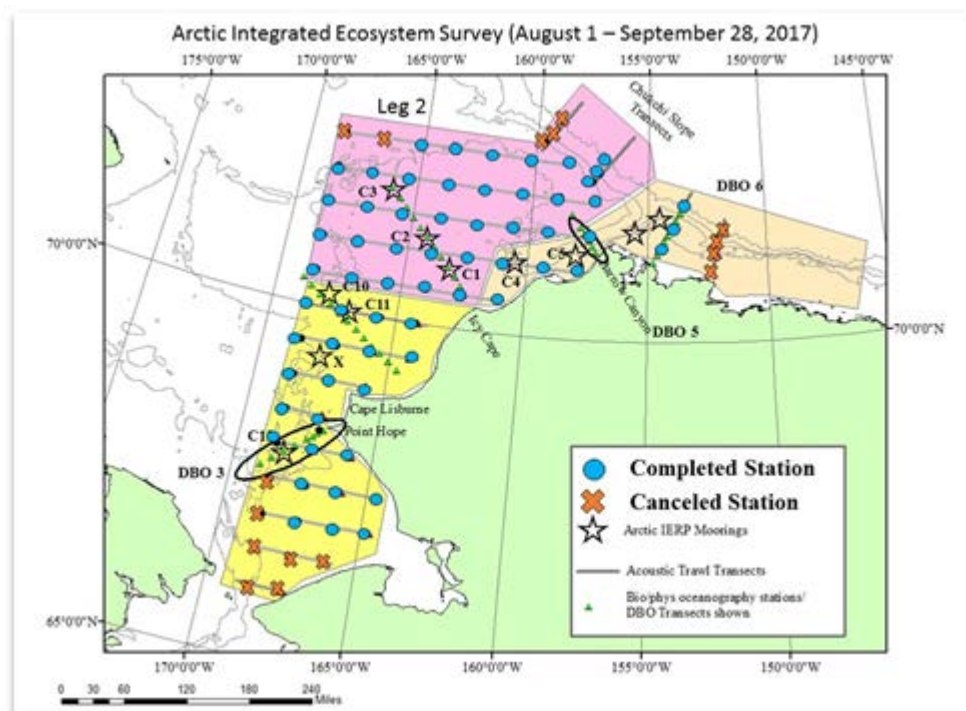 Arctic Integrated Ecosystem Survey (August 1 – September 28, 2017)
175°0'0"W
170°0'0"W
165°0'0"W
160°0'0"W
155°0'0"W
150°0'0"W
145°0'0"W
Leg 2
Chukchi Slope
Transects
DBO 6
C3
C2
C1
C4
C5
70°0'0"N
C10
C11
Icy Cape
Barrow Canyon
DBO 5
70°0'0"N
X
Cape Lisburne
Point Hope
C1
DBO 3
Completed Station
Canceled Station
Arctic IERP Moorings
Acoustic Trawl Transects
Bio/phys oceanography stations/
DBO Transects shown
65°0'0"N
170°0'0"W
165°0'0"W
160°0'0"W
155°0'0"W
150°0'0"W
0 30 60 120 180 240
Miles